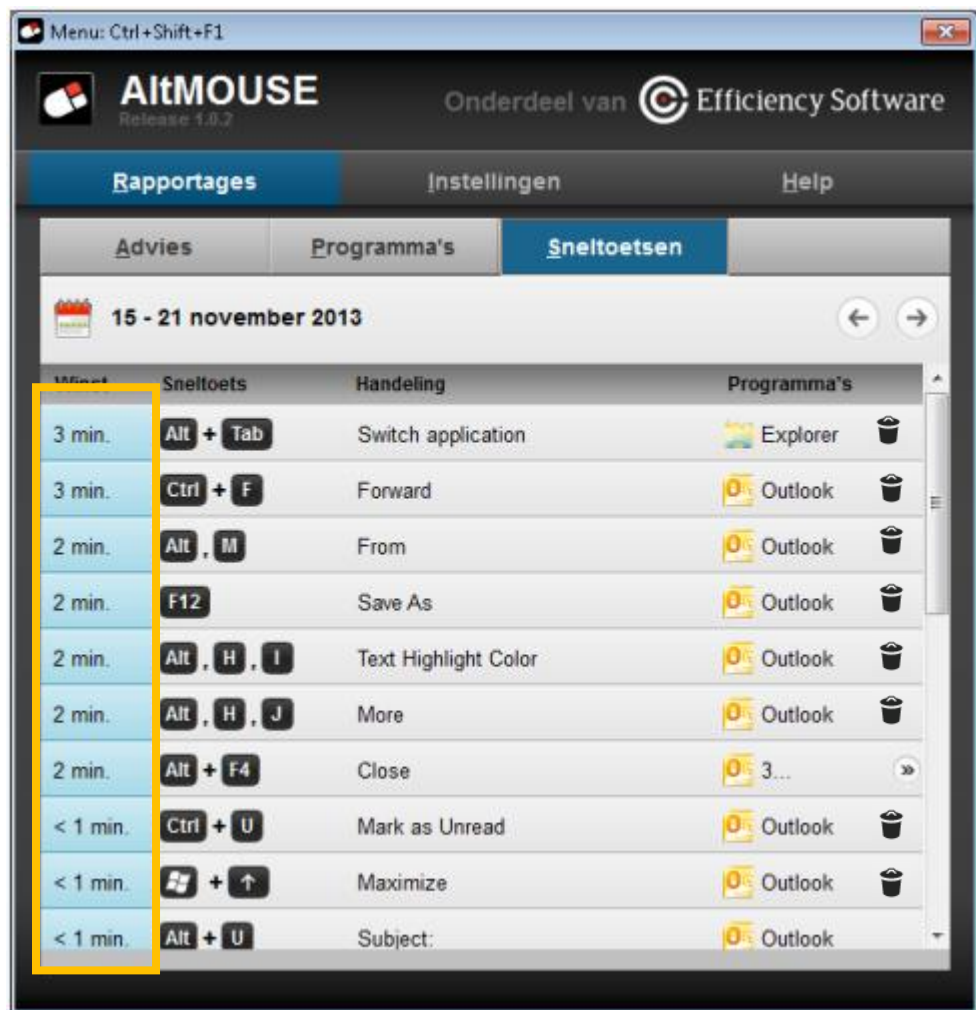 Menu: Ctrl+Shift+F1
AltMOUSE
Onderdeel van Efficiency Software
Release 1.0.2
Rapportages Instellingen Help
Advies Programma's Sneltoetsen
15 - 21 november 2013
Winst Sneltoets Handeling Programma's
3 min. Alt + Tab Switch application Explorer
3 min. Ctrl + F Forward Outlook
2 min. Alt , M From Outlook
2 min. F12 Save As Outlook
2 min. Alt , H , I Text Highlight Color Outlook
2 min. Alt , H , J More Outlook
2 min. Alt + F4 Close 3... »
< 1 min. Ctrl + U Mark as Unread Outlook
< 1 min. + ↑ Maximize Outlook
< 1 min. Alt + U Subject: Outlook